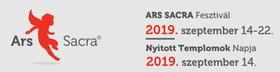 Ars Sacra®
ARS SACRA Fesztivál
2019. szeptember 14-22.
Nyitott Templomok Napja
2019. szeptember 14.